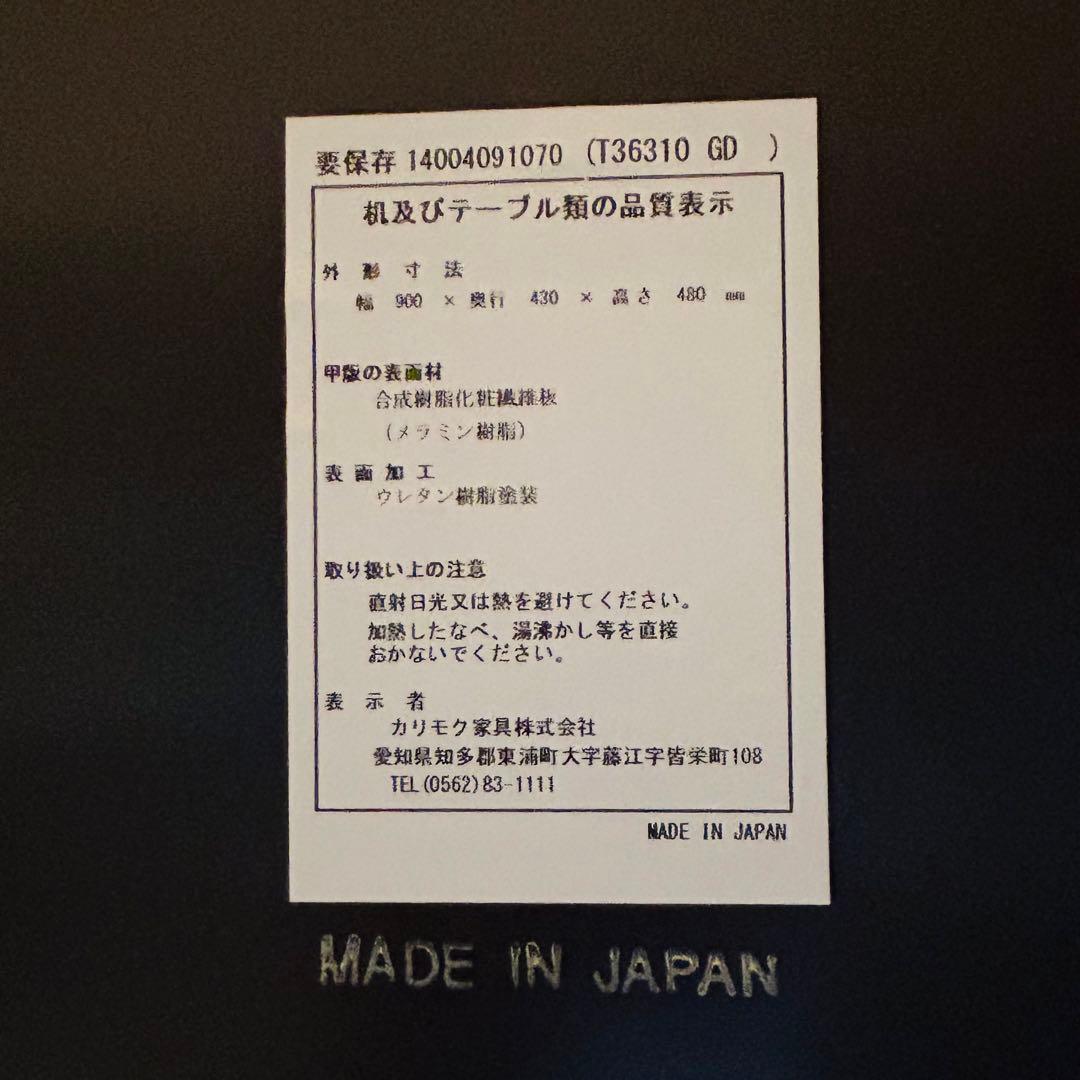 要保存 14004091070 (T36310 GD )
机及びテーブル類の品質表示
外 形 寸 法
幅 900 × 奥行 430 × 高さ 480 mm
甲版の表面材
合成樹脂化粧繊維板
(メラミン樹脂)
表 面 加 工
ウレタン樹脂塗装
取り扱い上の注意
直射日光又は熱を避けてください。
加熱したなべ、湯沸かし等を直接
おかないでください。
表 示 者
カリモク家具株式会社
愛知県知多郡東浦町大字藤江字皆栄町108
TEL(0562)83-1111
MADE IN JAPAN
MADE IN JAPAN